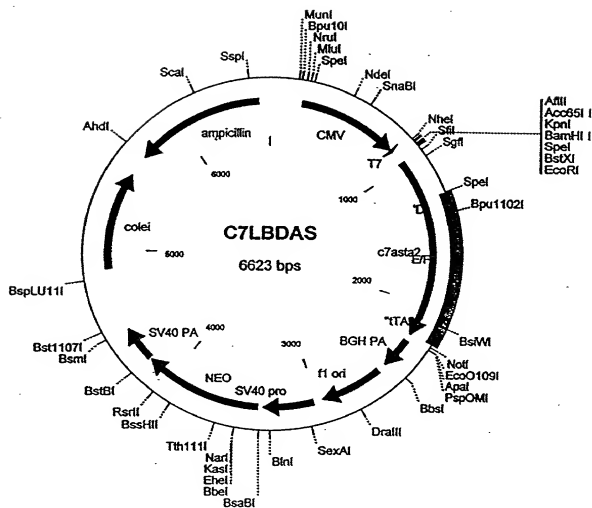 MunI
Bpu10I
NruI
MluI
SpeI
SspI
NdeI
SnaBI
ScaI
AhdI
NheI
SfiI
SgfI
AflII
Acc65I I
KpnI
BamHI I
SpeI
BstXI
EcoRI
ampicillin
I
CMV
T7
6000
1000
SpeI
Bpu1102I
colei
5000
C7LBDAS
6623 bps
c7asta2
E/F
2000
BspLU11I
SV40 PA
4000
"tTA"
BGH PA
BsiWI
Bst1107I
BsmI
3000
NotI
EcoO109I
ApaI
PspOMI
BstBI
NEO
SV40 pro
f1 ori
BbsI
RsrII
BssHII
DraIII
Tth111I
NarI
KasI
EheI
BbeI
BsaBI
BlnI
SexAI